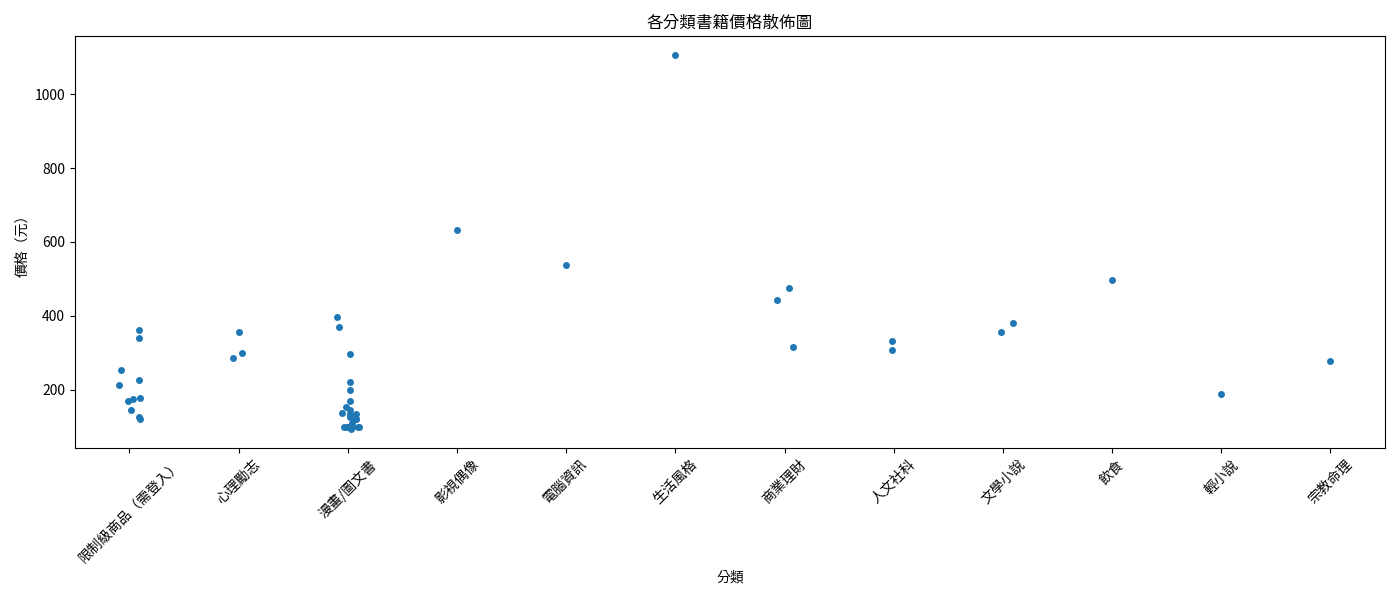 各分類書籍價格散佈圖
1000
800
600
400
200
價格（元）
限制級商品（需登入）
心理勵志
漫畫/圖文書
影視偶像
電腦資訊
生活風格
商業理財
人文社科
文學小說
飲食
輕小說
宗教命理
分類